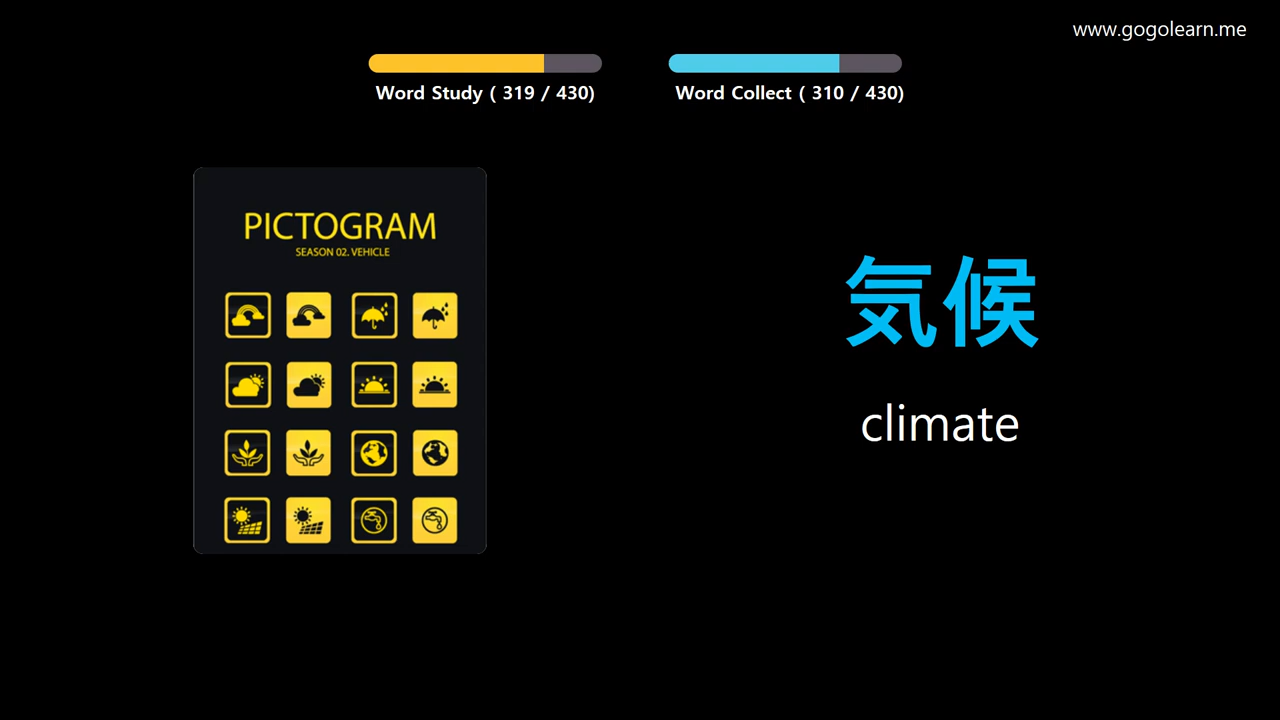 www.gogolearn.me
Word Study ( 319 / 430)
Word Collect ( 310 / 430)
PICTOGRAM
SEASON 02. VEHICLE
気候
climate